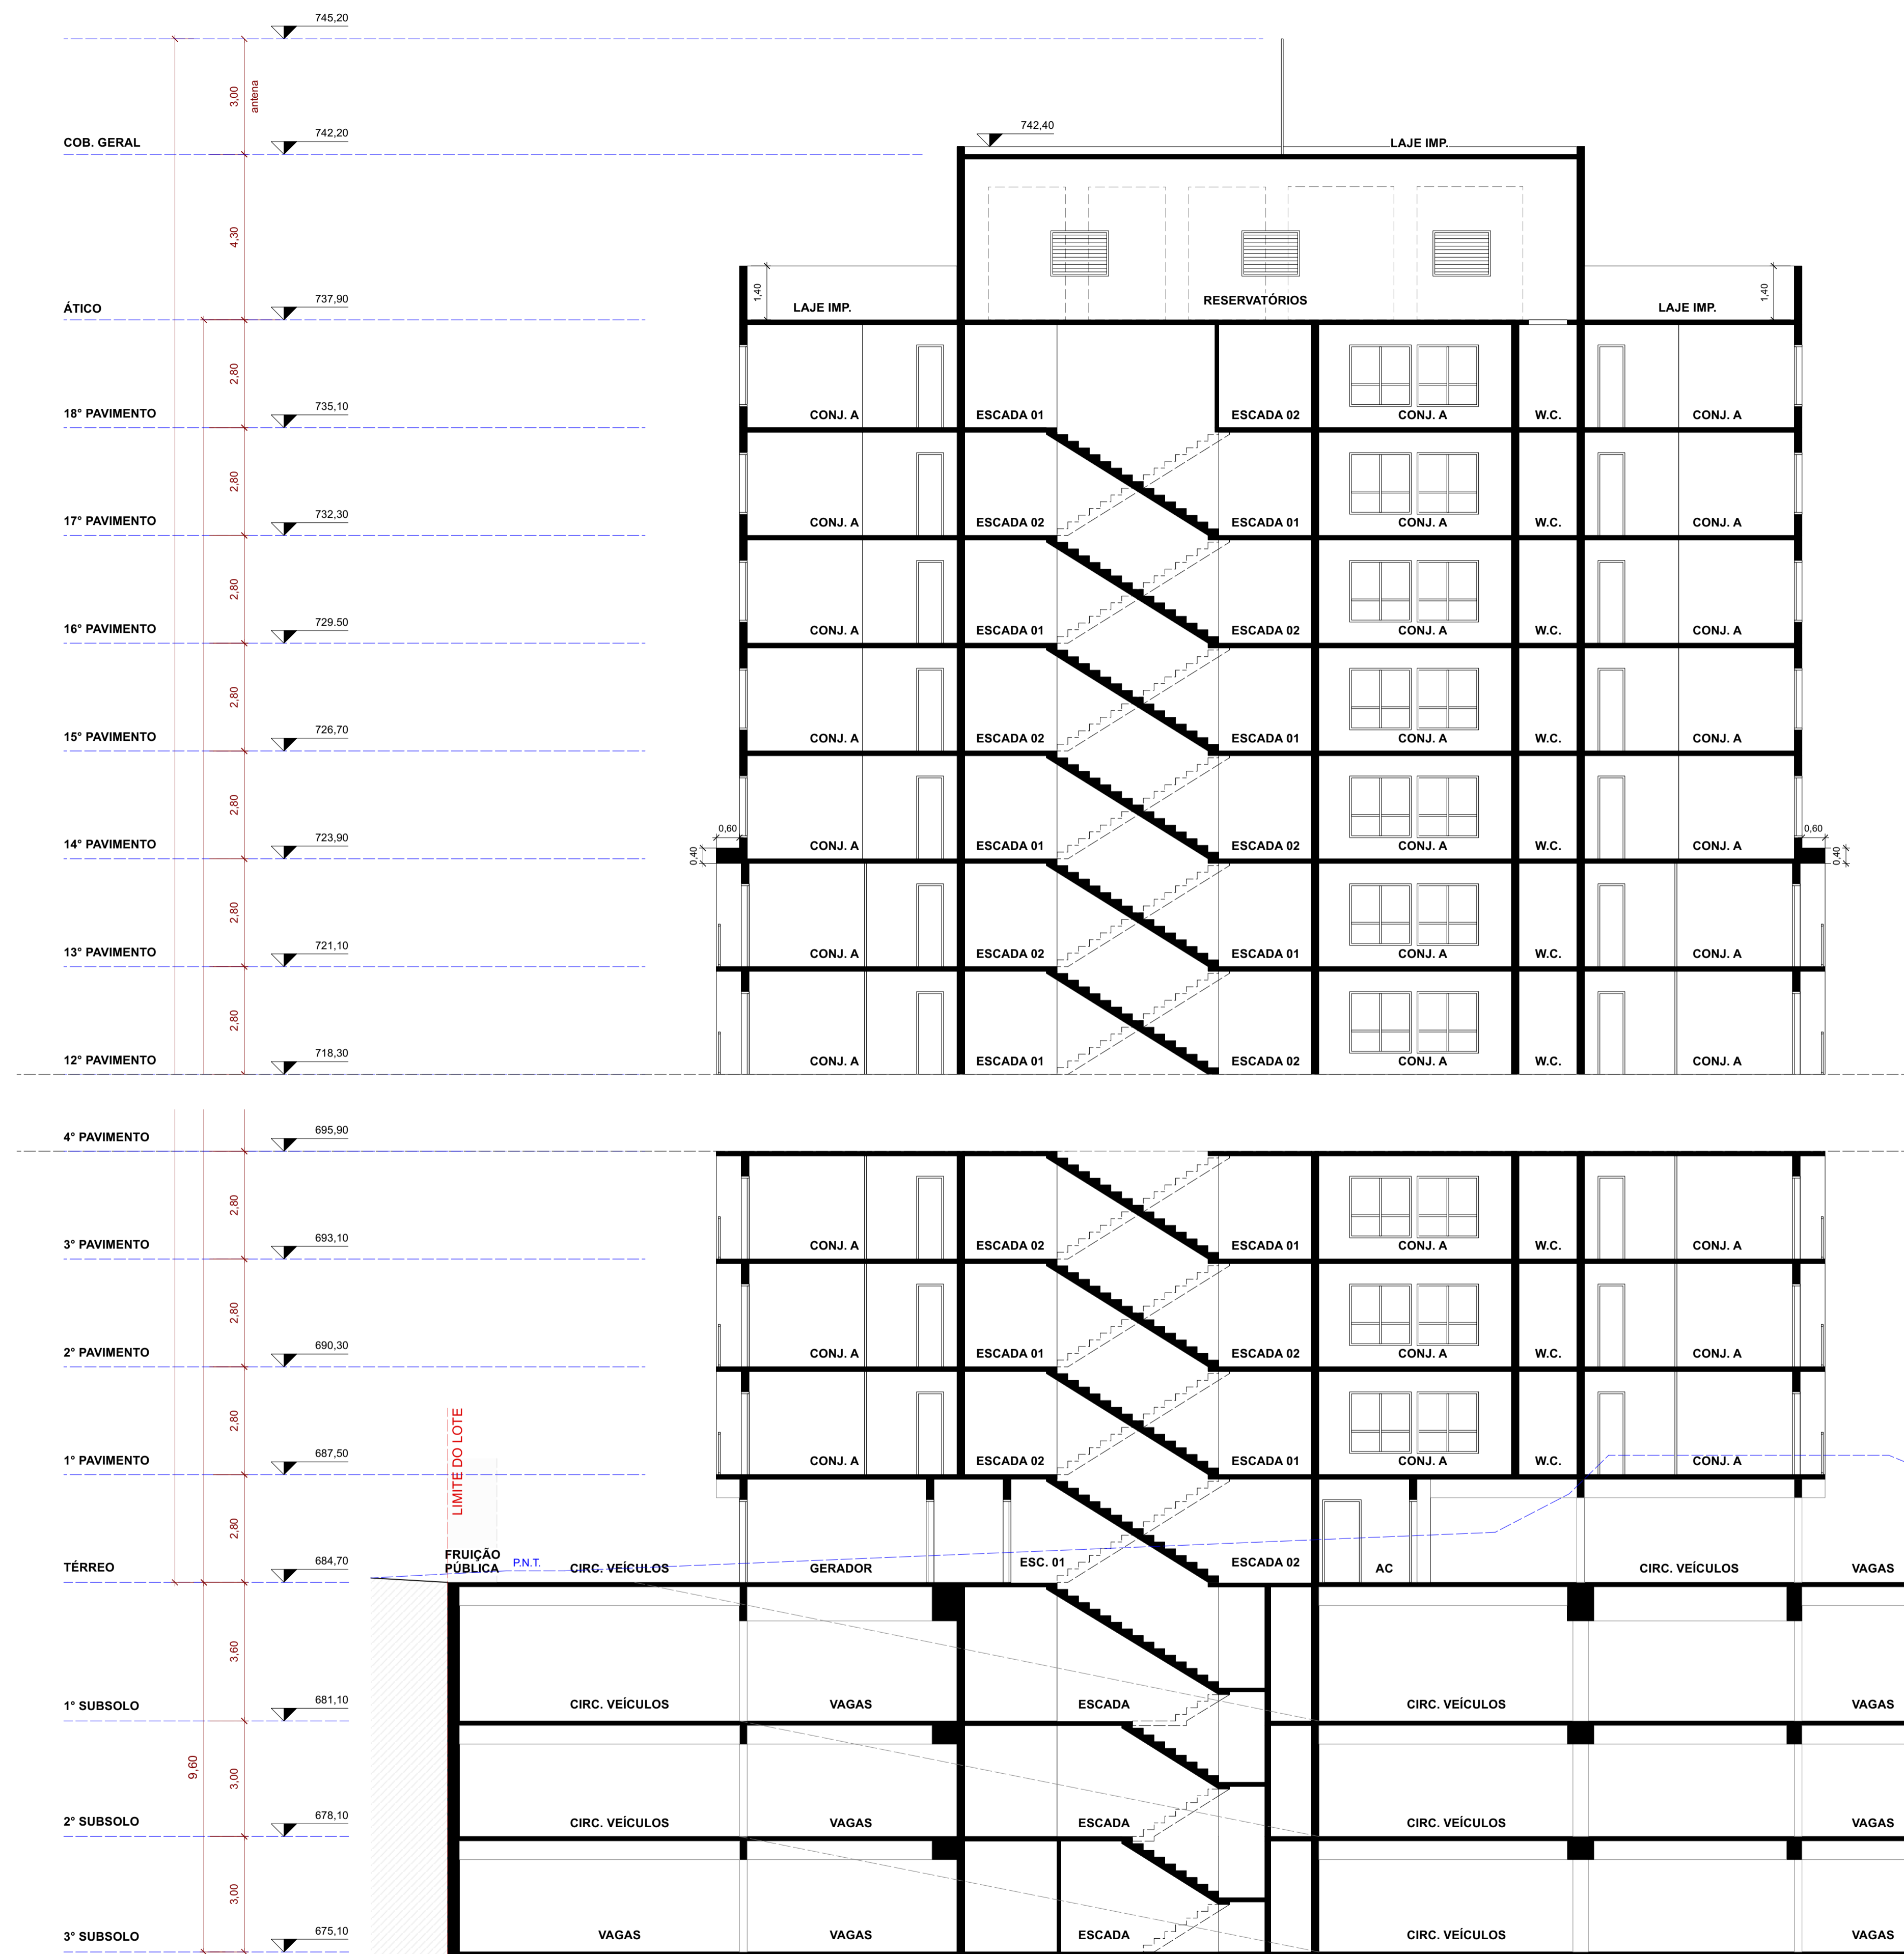 745,20
3,00
antena
COB. GERAL
742,20
742,40
LAJE IMP.
4,30
1,40
LAJE IMP.
RESERVATÓRIOS
LAJE IMP.
1,40
ÁTICO
737,90
2,80
18° PAVIMENTO
735,10
CONJ. A
ESCADA 01
ESCADA 02
CONJ. A
W.C.
CONJ. A
2,80
17° PAVIMENTO
732,30
CONJ. A
ESCADA 02
ESCADA 01
CONJ. A
W.C.
CONJ. A
2,80
16° PAVIMENTO
729.50
CONJ. A
ESCADA 01
ESCADA 02
CONJ. A
W.C.
CONJ. A
2,80
15° PAVIMENTO
726,70
CONJ. A
ESCADA 02
ESCADA 01
CONJ. A
W.C.
CONJ. A
2,80
14° PAVIMENTO
723,90
0,60
0,40
CONJ. A
ESCADA 01
ESCADA 02
CONJ. A
W.C.
CONJ. A
0,60
0,40
2,80
13° PAVIMENTO
721,10
CONJ. A
ESCADA 02
ESCADA 01
CONJ. A
W.C.
CONJ. A
2,80
12° PAVIMENTO
718,30
CONJ. A
ESCADA 01
ESCADA 02
CONJ. A
W.C.
CONJ. A
4° PAVIMENTO
695,90
2,80
3° PAVIMENTO
693,10
CONJ. A
ESCADA 02
ESCADA 01
CONJ. A
W.C.
CONJ. A
2,80
2° PAVIMENTO
690,30
CONJ. A
ESCADA 01
ESCADA 02
CONJ. A
W.C.
CONJ. A
2,80
1° PAVIMENTO
687,50
LIMITE DO LOTE
CONJ. A
ESCADA 02
ESCADA 01
CONJ. A
W.C.
CONJ. A
2,80
TÉRREO
684,70
FRUIÇÃO
PÚBLICA
P.N.T.
CIRC. VEÍCULOS
GERADOR
ESC. 01
ESCADA 02
AC
CIRC. VEÍCULOS
VAGAS
3,60
1° SUBSOLO
681,10
CIRC. VEÍCULOS
VAGAS
ESCADA
CIRC. VEÍCULOS
VAGAS
9,60
3,00
2° SUBSOLO
678,10
CIRC. VEÍCULOS
VAGAS
ESCADA
CIRC. VEÍCULOS
VAGAS
3,00
3° SUBSOLO
675,10
VAGAS
VAGAS
ESCADA
CIRC. VEÍCULOS
VAGAS